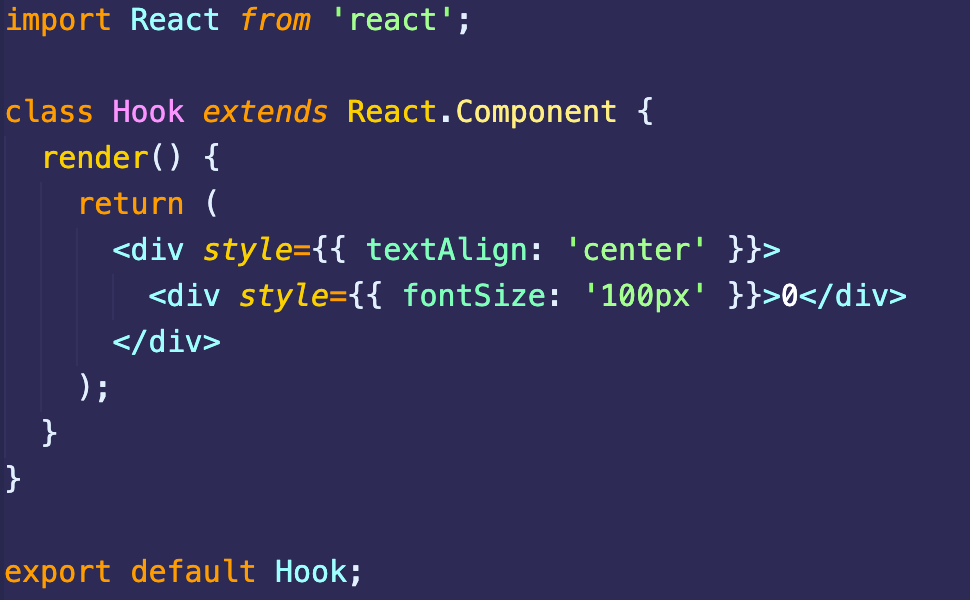 import React from 'react';
class Hook extends React.Component {
  render() {
    return (
      <div style={{ textAlign: 'center' }}>
        <div style={{ fontSize: '100px' }}>0</div>
      </div>
    );
  }
}
export default Hook;